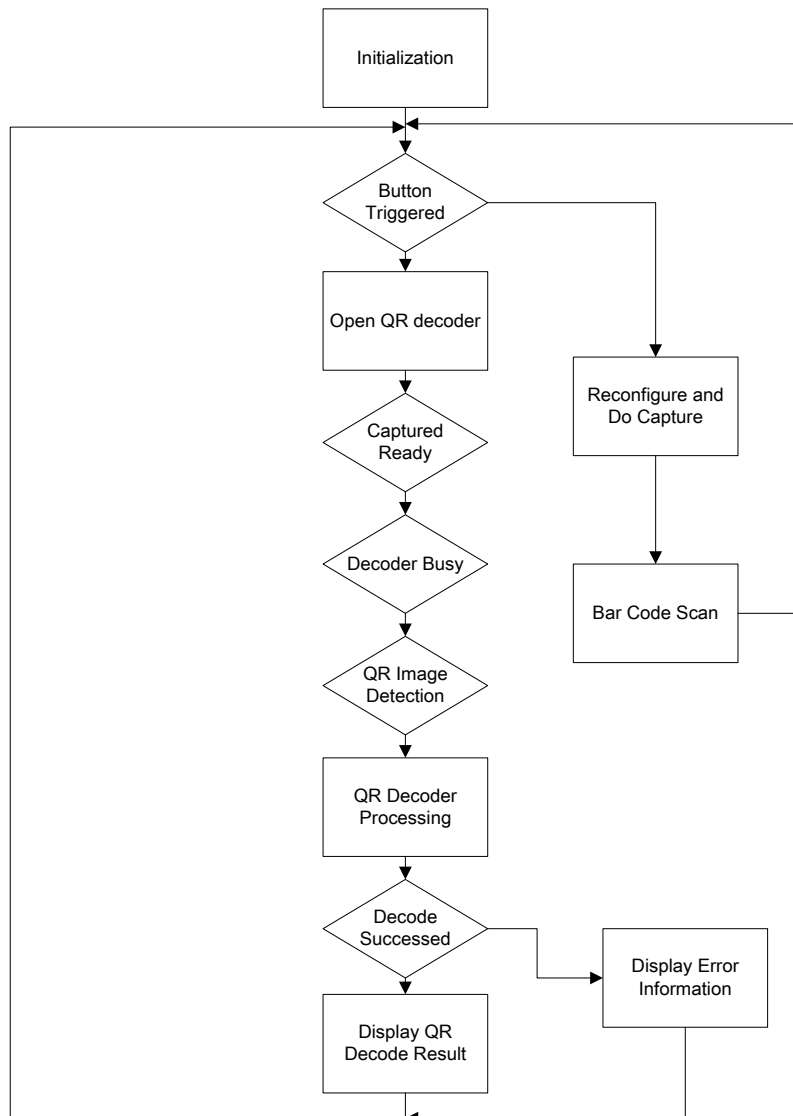 Initialization
Button
Triggered
Open QR decoder
Reconfigure and
Do Capture
Captured
Ready
Decoder Busy
Bar Code Scan
QR Image
Detection
QR Decoder
Processing
Decode
Successed
Display Error
Information
Display QR
Decode Result